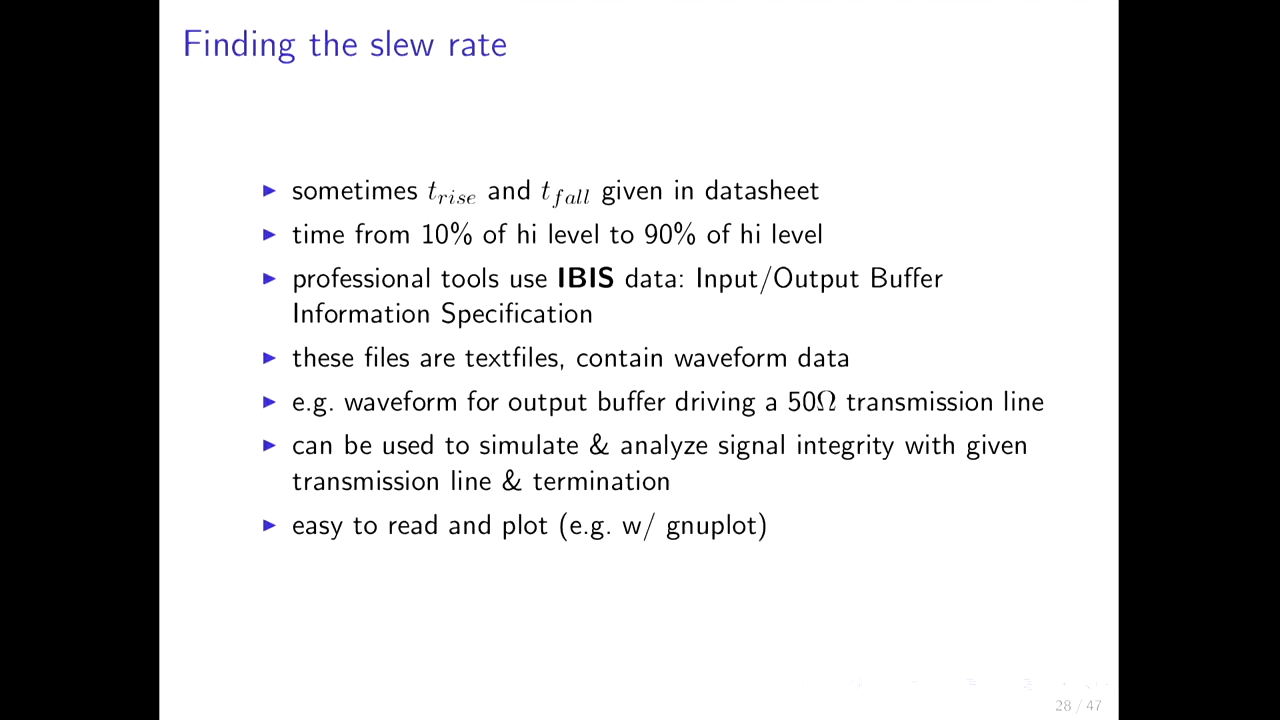 Finding the slew rate
▶ sometimes t_rise and t_fall given in datasheet
▶ time from 10% of hi level to 90% of hi level
▶ professional tools use IBIS data: Input/Output Buffer
Information Specification
▶ these files are textfiles, contain waveform data
▶ e.g. waveform for output buffer driving a 50Ω transmission line
▶ can be used to simulate & analyze signal integrity with given
transmission line & termination
▶ easy to read and plot (e.g. w/ gnuplot)
28 / 47